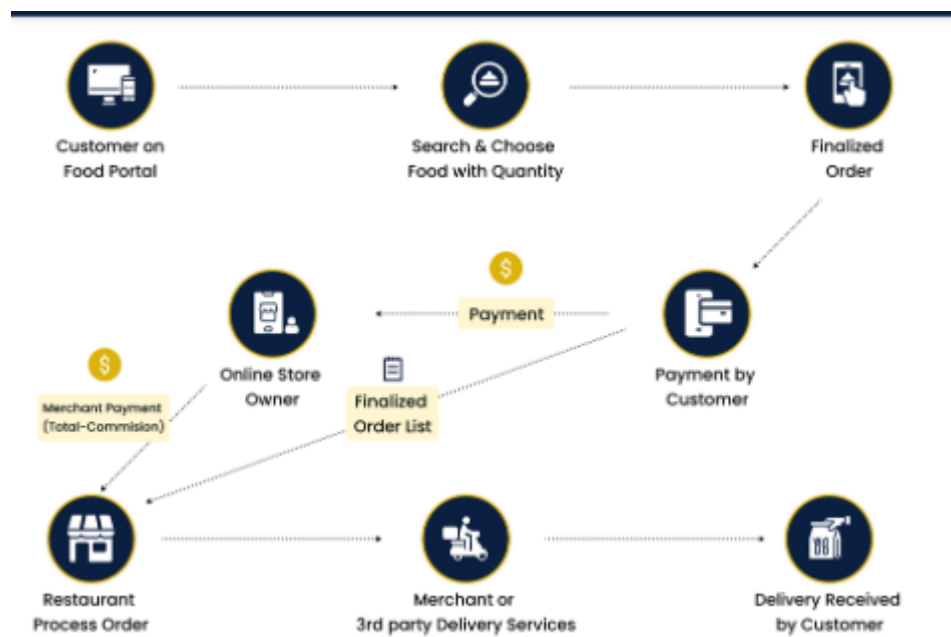 Customer on
Food Portal
Search & Choose
Food with Quantity
Finalized
Order
$
Payment
Online Store
Owner
Payment by
Customer
$
Merchant Payment
(Total-Commision)
Finalized
Order List
Restaurant
Process Order
Merchant or
3rd party Delivery Services
Delivery Received
by Customer